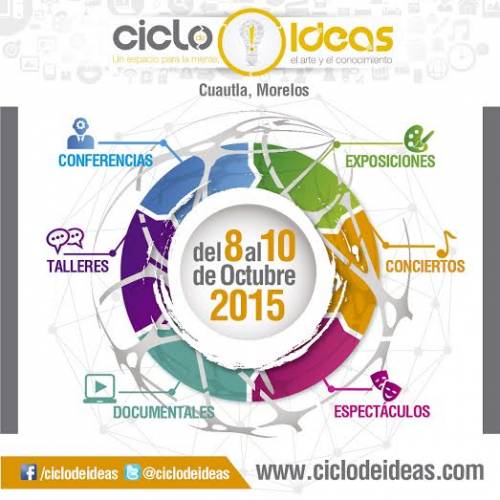 ciclo de ideas
Un espacio para la mente, el arte y el conocimiento
Cuautla, Morelos
CONFERENCIAS
EXPOSICIONES
TALLERES
CONCIERTOS
del 8 al 10
de Octubre
2015
DOCUMENTALES
ESPECTÁCULOS
/ciclodeideas @ciclodeideas www.ciclodeideas.com